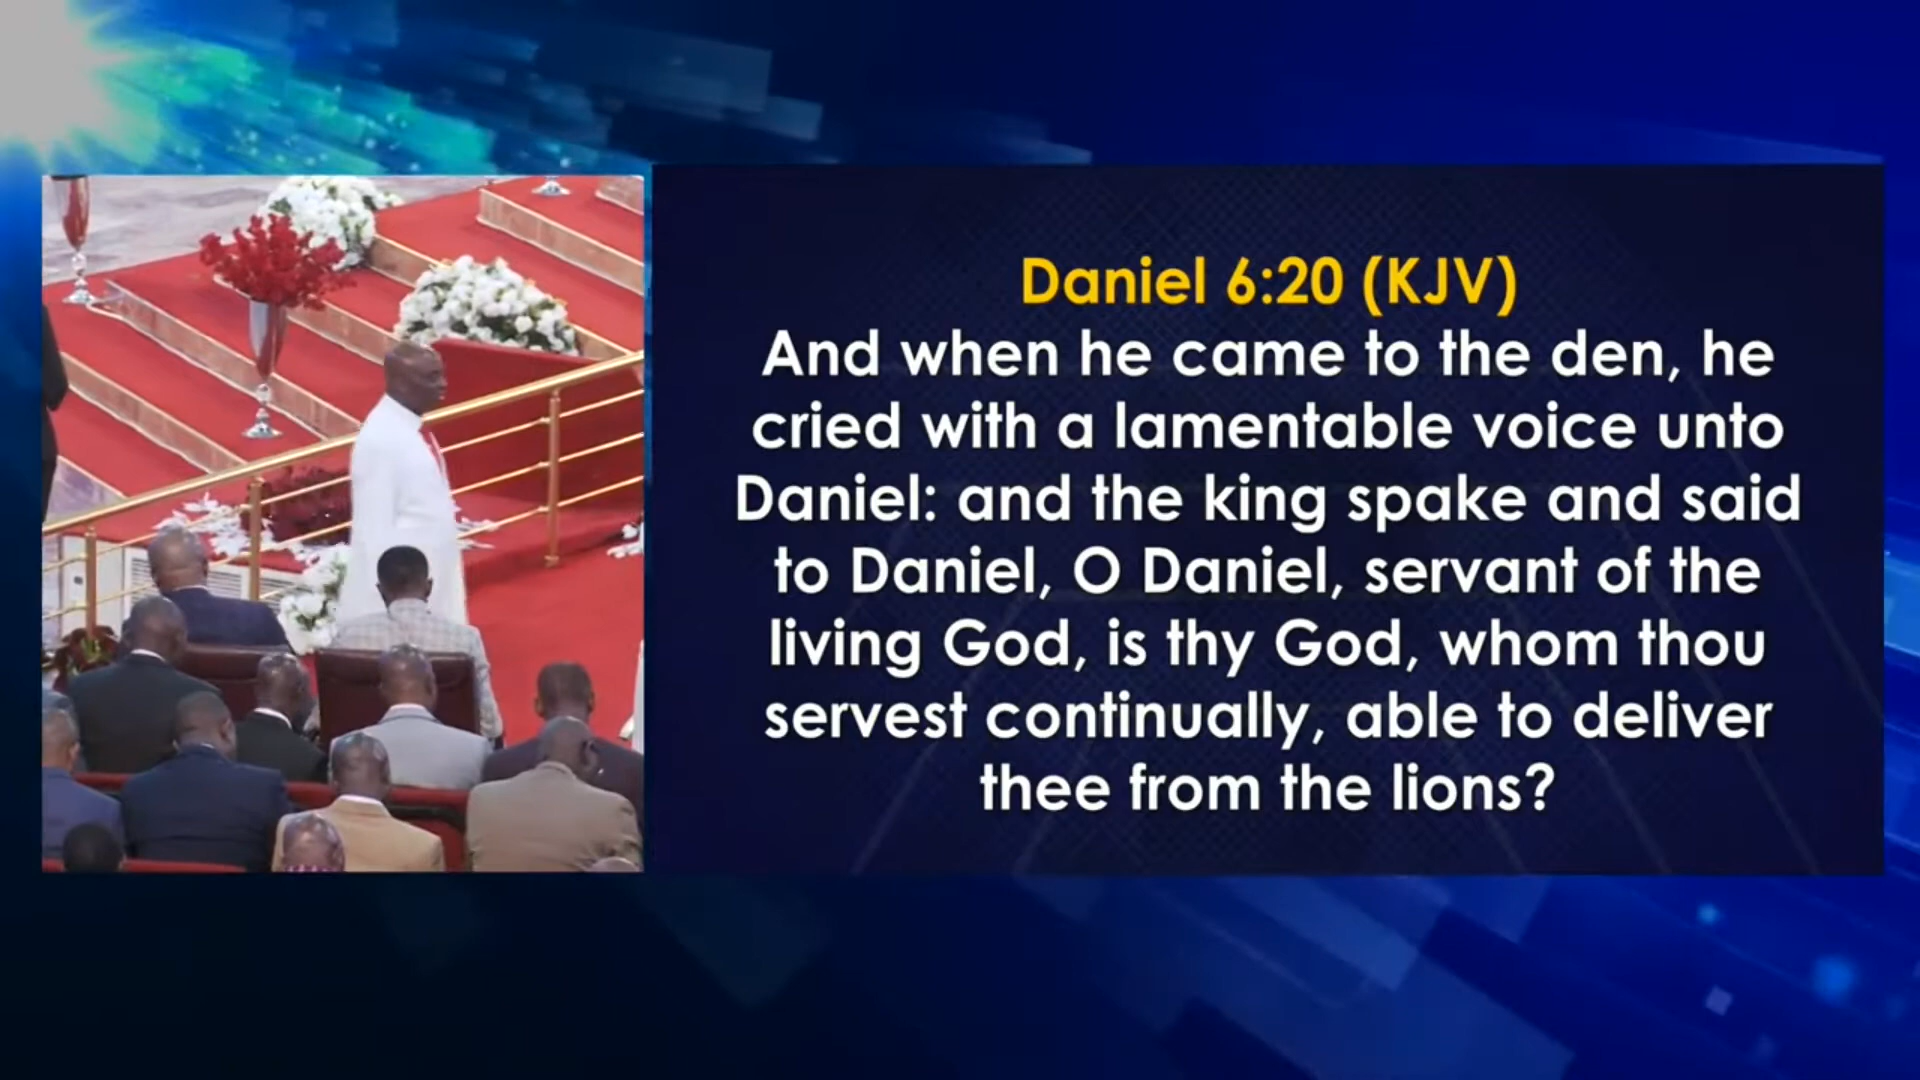 Daniel 6:20 (KJV)
And when he came to the den, he
cried with a lamentable voice unto
Daniel: and the king spake and said
to Daniel, O Daniel, servant of the
living God, is thy God, whom thou
servest continually, able to deliver
thee from the lions?